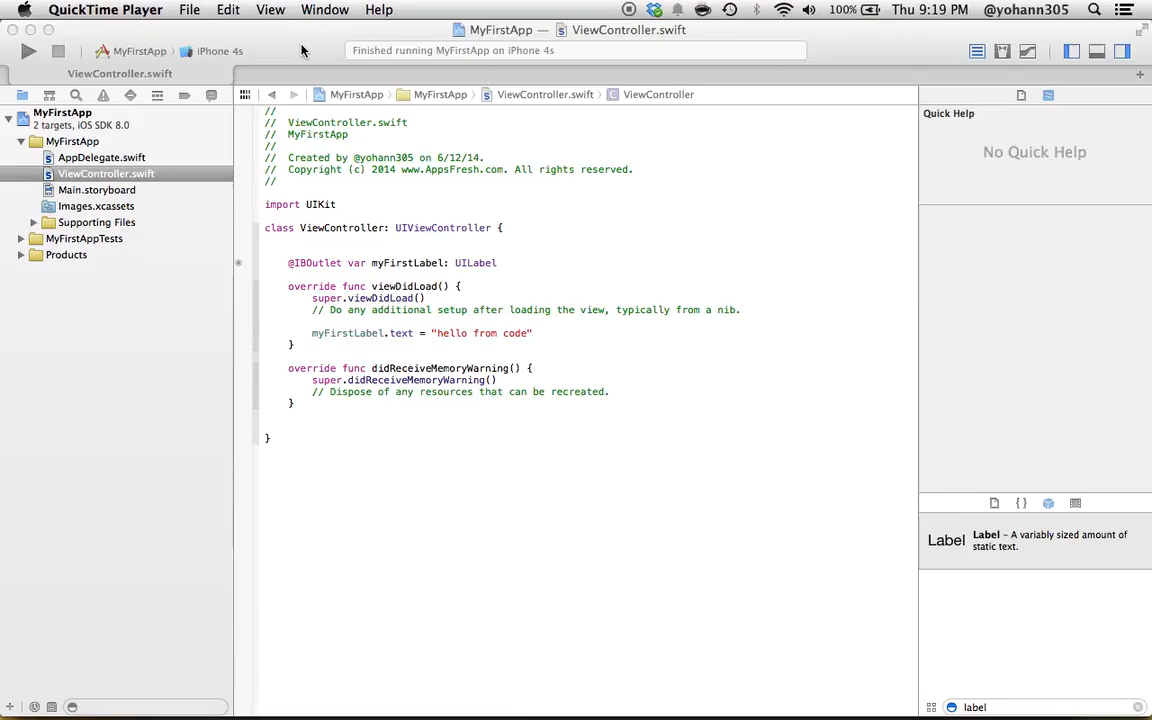 QuickTime Player File Edit View Window Help 100% Thu 9:19 PM @yohann305
MyFirstApp — ViewController.swift
MyFirstApp iPhone 4s Finished running MyFirstApp on iPhone 4s
ViewController.swift
MyFirstApp MyFirstApp ViewController.swift ViewController
MyFirstApp
2 targets, iOS SDK 8.0
MyFirstApp
AppDelegate.swift
ViewController.swift
Main.storyboard
Images.xcassets
Supporting Files
MyFirstAppTests
Products
//
// ViewController.swift
// MyFirstApp
//
// Created by @yohann305 on 6/12/14.
// Copyright (c) 2014 www.AppsFresh.com. All rights reserved.
//
import UIKit
class ViewController: UIViewController {
@IBOutlet var myFirstLabel: UILabel
override func viewDidLoad() {
super.viewDidLoad()
// Do any additional setup after loading the view, typically from a nib.
myFirstLabel.text = "hello from code"
}
override func didReceiveMemoryWarning() {
super.didReceiveMemoryWarning()
// Dispose of any resources that can be recreated.
}
}
Quick Help
No Quick Help
{ }
Label Label - A variably sized amount of
static text.
label